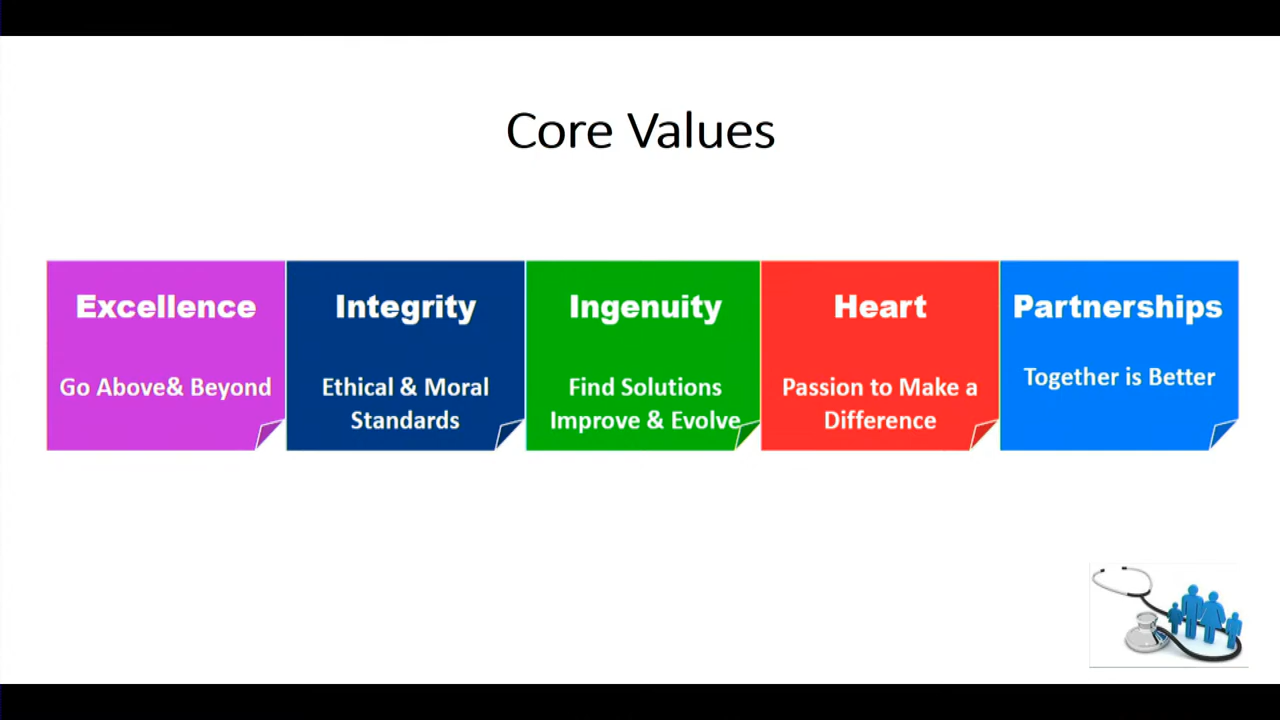 Core Values
Excellence
Go Above& Beyond
Integrity
Ethical & Moral
Standards
Ingenuity
Find Solutions
Improve & Evolve
Heart
Passion to Make a
Difference
Partnerships
Together is Better